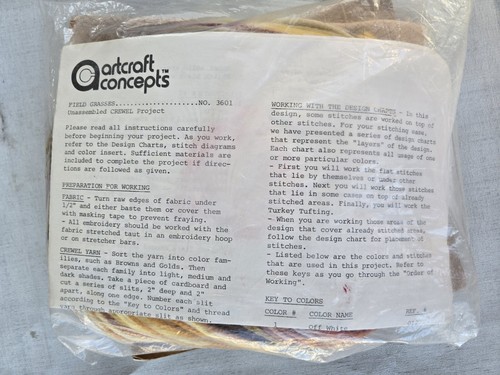 artcraft
concepts™
FIELD GRASSES....................NO. 3601
Unassembled CREWEL Project
Please read all instructions carefully
before beginning your project. As you work,
refer to the Design Charts, stitch diagrams
and color insert. Sufficient materials are
included to complete the project if direc-
tions are followed as given.
PREPARATION FOR WORKING
FABRIC - Turn raw edges of fabric under
1/2" and either baste them or cover them
with masking tape to prevent fraying.
- All embroidery should be worked with the
fabric stretched taut in an embroidery hoop
or on stretcher bars.
CREWEL YARN - Sort the yarn into color fam-
ilies, such as Browns and Golds. Then
separate each family into light, medium and
dark shades. Take a piece of cardboard and
cut a series of slits, 2" deep and 2"
apart, along one edge. Number each slit
according to the "Key to Colors" and thread
yarn through appropriate slit as shown.
WORKING WITH THE DESIGN CHARTS - In this
design, some stitches are worked on top of
other stitches. For your stitching ease,
we have presented a series of design charts
that represent the "layers" of the design.
Each chart also represents all usage of one
or more particular colors.
- First you will work the flat stitches
that lie by themselves or under other
stitches. Next you will work those stitches
that lie in some cases on top of already
stitched areas. Finally, you will work the
Turkey Tufting.
- When you are working those areas of the
design that cover already stitched areas,
follow the design chart for placement of
stitches.
- Listed below are the colors and stitches
that are used in this project. Refer to
these keys as you go through the "Order of
Working".
KEY TO COLORS
COLOR # COLOR NAME REF. #
1 Off White